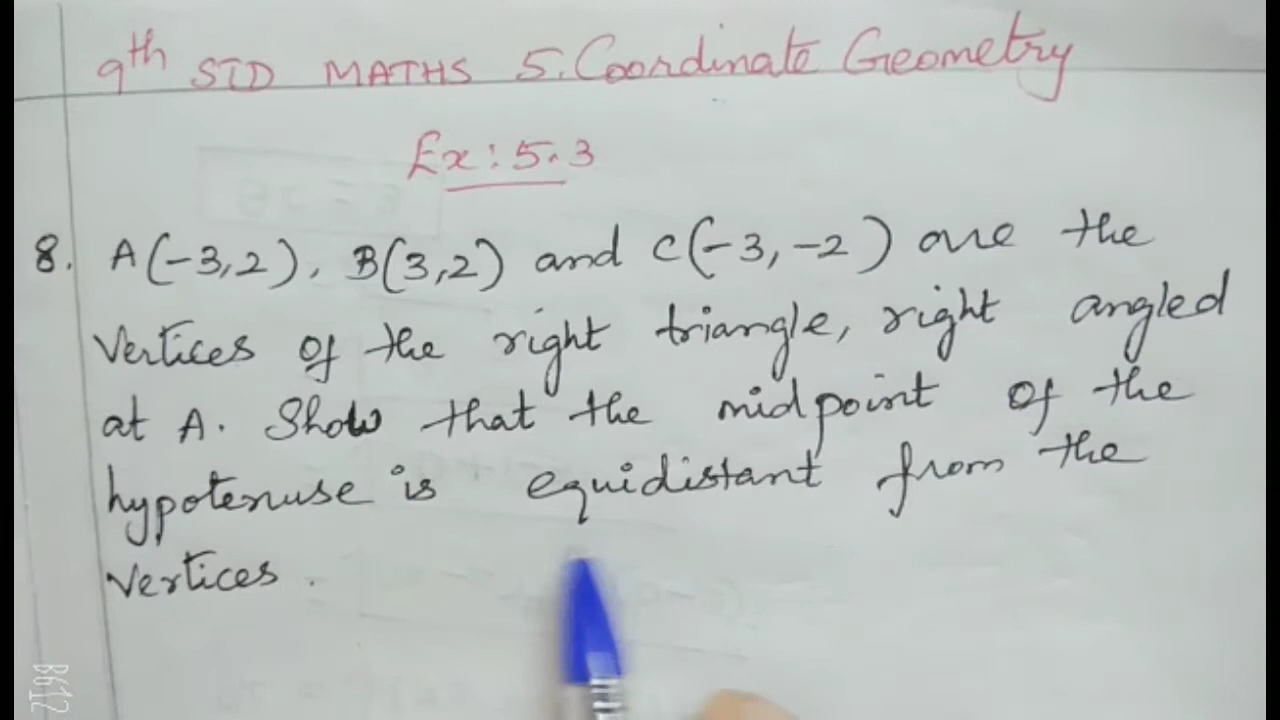 9th STD MATHS 5. Coordinate Geometry
Ex: 5.3
8. A(-3,2), B(3,2) and C(-3,-2) are the
vertices of the right triangle, right angled
at A. Show that the midpoint of the
hypotenuse is equidistant from the
vertices.
B612